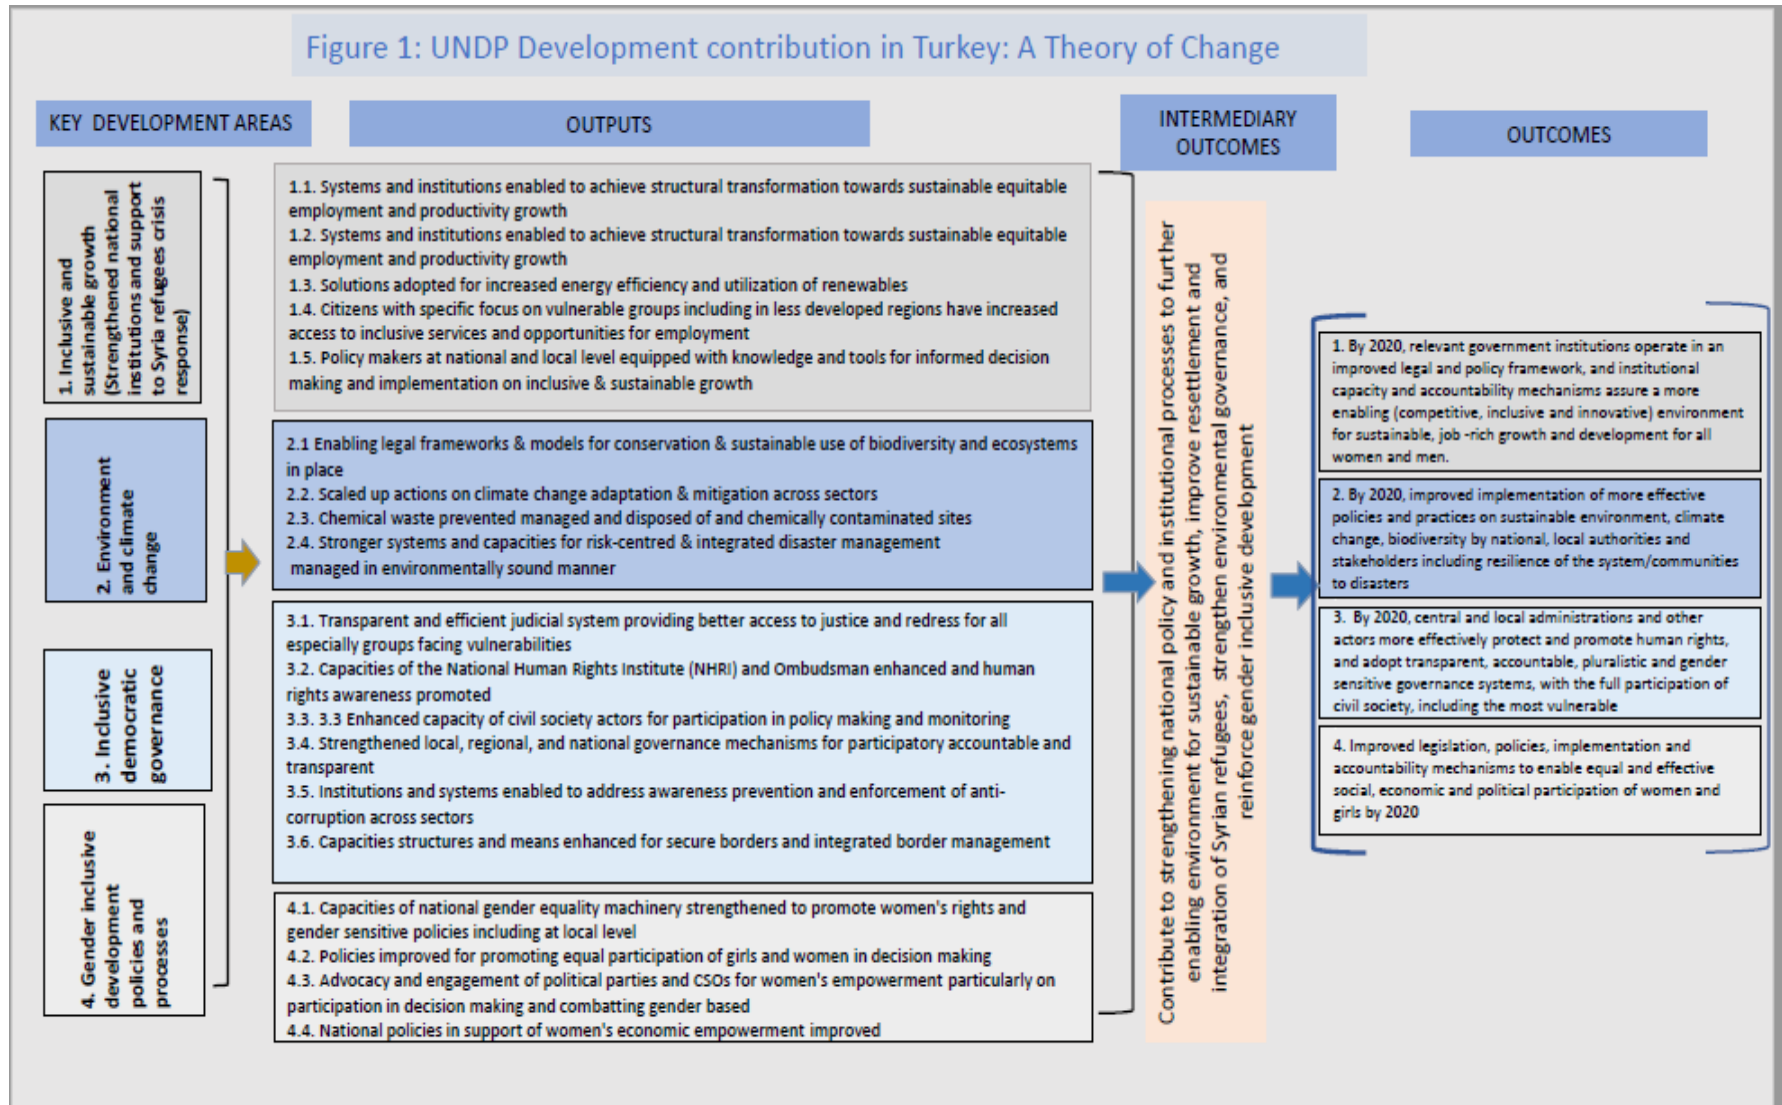 Figure 1: UNDP Development contribution in Turkey: A Theory of Change
KEY DEVELOPMENT AREAS
OUTPUTS
INTERMEDIARY
OUTCOMES
OUTCOMES
1. Inclusive and
sustainable growth
(Strengthened national
institutions and support
to Syria refugees crisis
response)
2. Environment
and climate
change
3. Inclusive
democratic
governance
4. Gender inclusive
development
policies and
processes
1.1. Systems and institutions enabled to achieve structural transformation towards sustainable equitable
employment and productivity growth
1.2. Systems and institutions enabled to achieve structural transformation towards sustainable equitable
employment and productivity growth
1.3. Solutions adopted for increased energy efficiency and utilization of renewables
1.4. Citizens with specific focus on vulnerable groups including in less developed regions have increased
access to inclusive services and opportunities for employment
1.5. Policy makers at national and local level equipped with knowledge and tools for informed decision
making and implementation on inclusive & sustainable growth
2.1 Enabling legal frameworks & models for conservation & sustainable use of biodiversity and ecosystems
in place
2.2. Scaled up actions on climate change adaptation & mitigation across sectors
2.3. Chemical waste prevented managed and disposed of and chemically contaminated sites
2.4. Stronger systems and capacities for risk-centred & integrated disaster management
managed in environmentally sound manner
3.1. Transparent and efficient judicial system providing better access to justice and redress for all
especially groups facing vulnerabilities
3.2. Capacities of the National Human Rights Institute (NHRI) and Ombudsman enhanced and human
rights awareness promoted
3.3. 3.3 Enhanced capacity of civil society actors for participation in policy making and monitoring
3.4. Strengthened local, regional, and national governance mechanisms for participatory accountable and
transparent
3.5. Institutions and systems enabled to address awareness prevention and enforcement of anti-
corruption across sectors
3.6. Capacities structures and means enhanced for secure borders and integrated border management
4.1. Capacities of national gender equality machinery strengthened to promote women's rights and
gender sensitive policies including at local level
4.2. Policies improved for promoting equal participation of girls and women in decision making
4.3. Advocacy and engagement of political parties and CSOs for women's empowerment particularly on
participation in decision making and combatting gender based
4.4. National policies in support of women's economic empowerment improved
Contribute to strengthening national policy and institutional processes to further
enabling environment for sustainable growth, improve resettlement and
integration of Syrian refugees, strengthen environmental governance, and
reinforce gender inclusive development
1. By 2020, relevant government institutions operate in an
improved legal and policy framework, and institutional
capacity and accountability mechanisms assure a more
enabling (competitive, inclusive and innovative) environment
for sustainable, job -rich growth and development for all
women and men.
2. By 2020, improved implementation of more effective
policies and practices on sustainable environment, climate
change, biodiversity by national, local authorities and
stakeholders including resilience of the system/communities
to disasters
3. By 2020, central and local administrations and other
actors more effectively protect and promote human rights,
and adopt transparent, accountable, pluralistic and gender
sensitive governance systems, with the full participation of
civil society, including the most vulnerable
4. Improved legislation, policies, implementation and
accountability mechanisms to enable equal and effective
social, economic and political participation of women and
girls by 2020